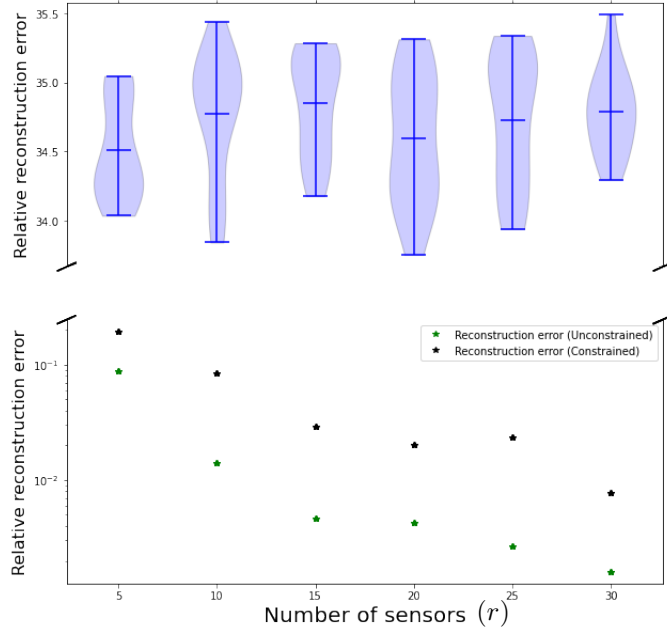 Relative reconstruction error
35.5
35.0
34.5
34.0
Relative reconstruction error
10⁻¹
10⁻²
Reconstruction error (Unconstrained)
Reconstruction error (Constrained)
5 10 15 20 25 30
Number of sensors (r)